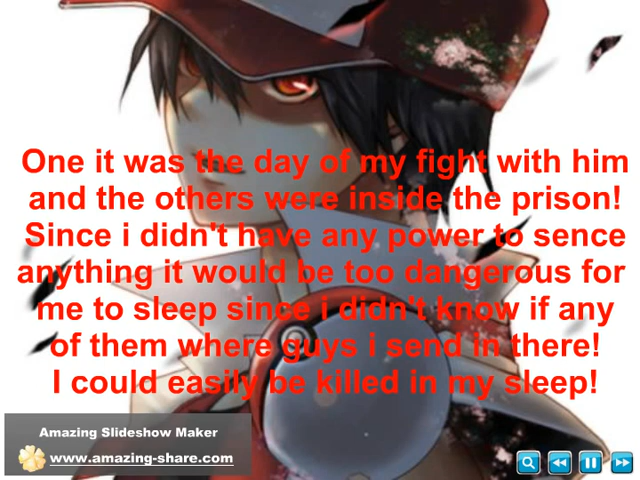 One it was the day of my fight with him
and the others were inside the prison!
Since i didn't have any power to sence
anything it would be too dangerous for
me to sleep since i didn't know if any
of them where guys i send in there!
I could easily be killed in my sleep!
Amazing Slideshow Maker
www.amazing-share.com